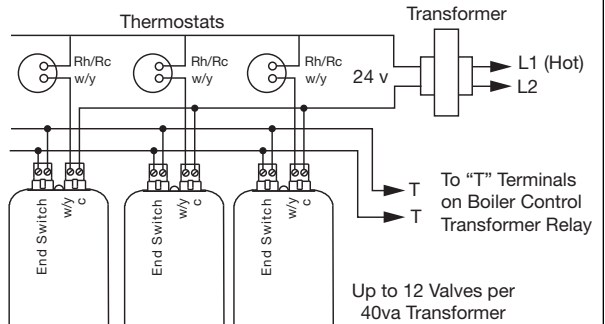 Thermostats
Transformer
Rh/Rc
w/y
Rh/Rc
w/y
Rh/Rc
w/y
24 v
L1 (Hot)
L2
End Switch
w/y
c
End Switch
w/y
c
End Switch
w/y
c
T
T
To “T” Terminals
on Boiler Control
Transformer Relay
Up to 12 Valves per
40va Transformer